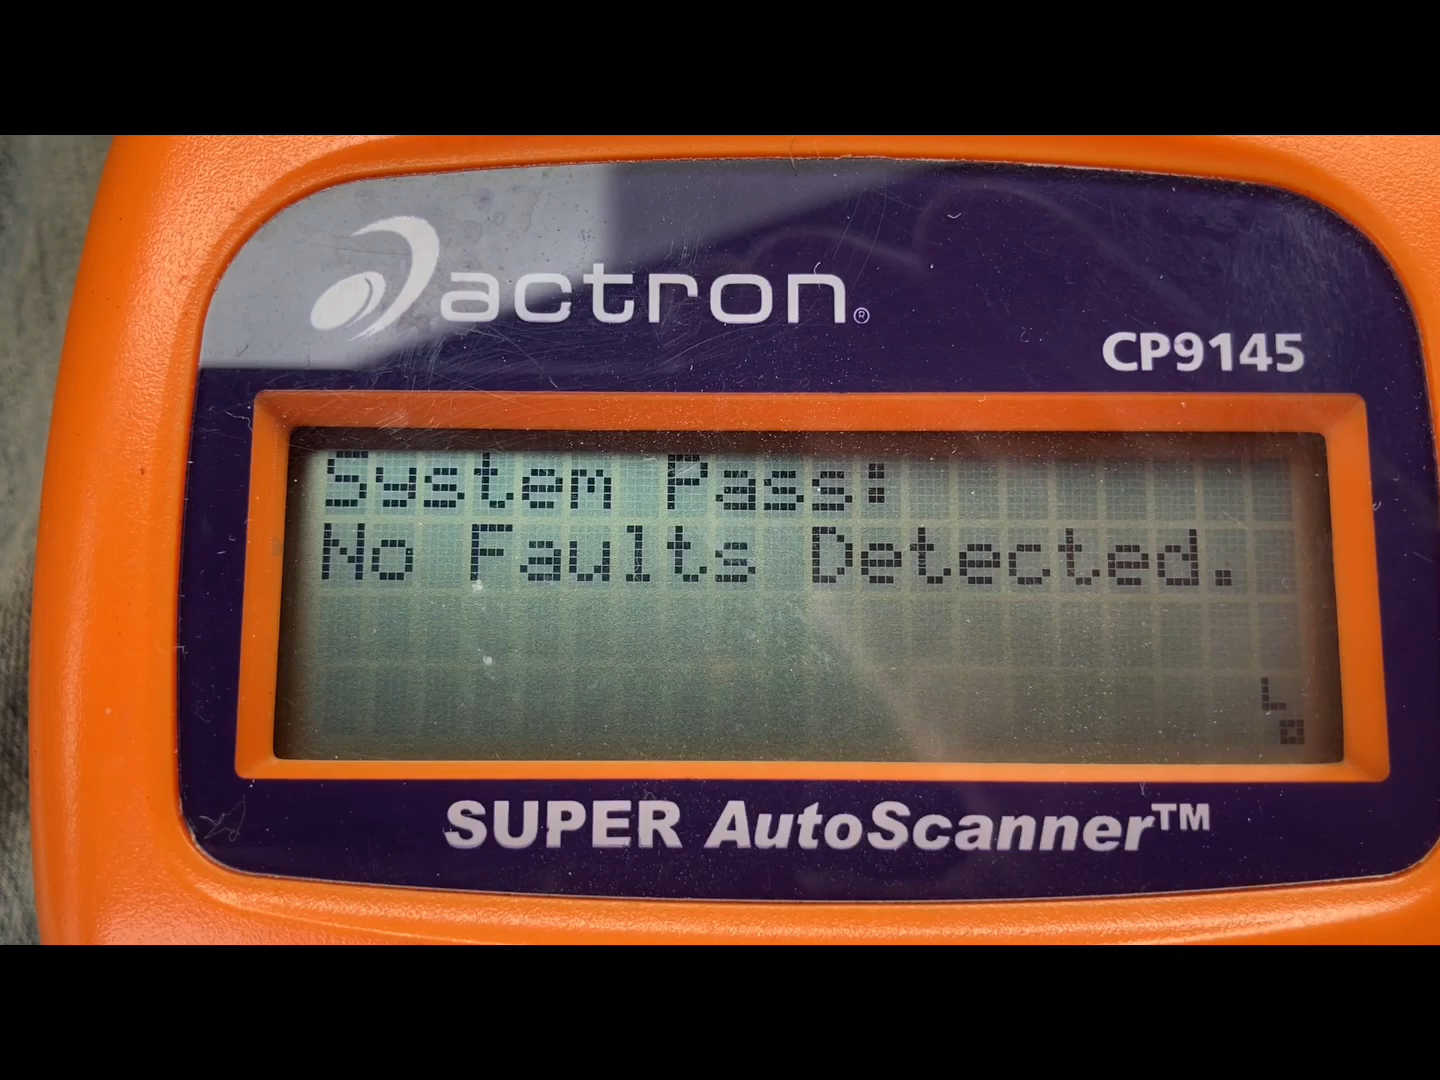 actron®
CP9145
System Pass:
No Faults Detected.
SUPER AutoScanner™